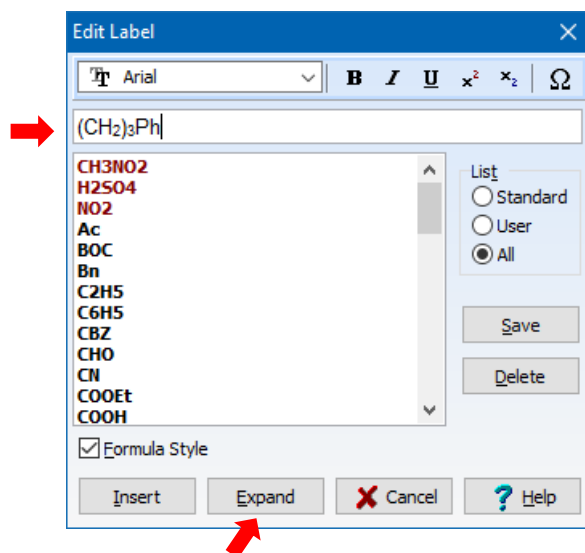 Edit Label
Arial B I U x² x₂ Ω
(CH₂)₃Ph
CH3NO2
H2SO4
NO2
Ac
BOC
Bn
C2H5
C6H5
CBZ
CHO
CN
COOEt
COOH
List
Standard
User
All
Save
Delete
Formula Style
Insert Expand Cancel ? Help